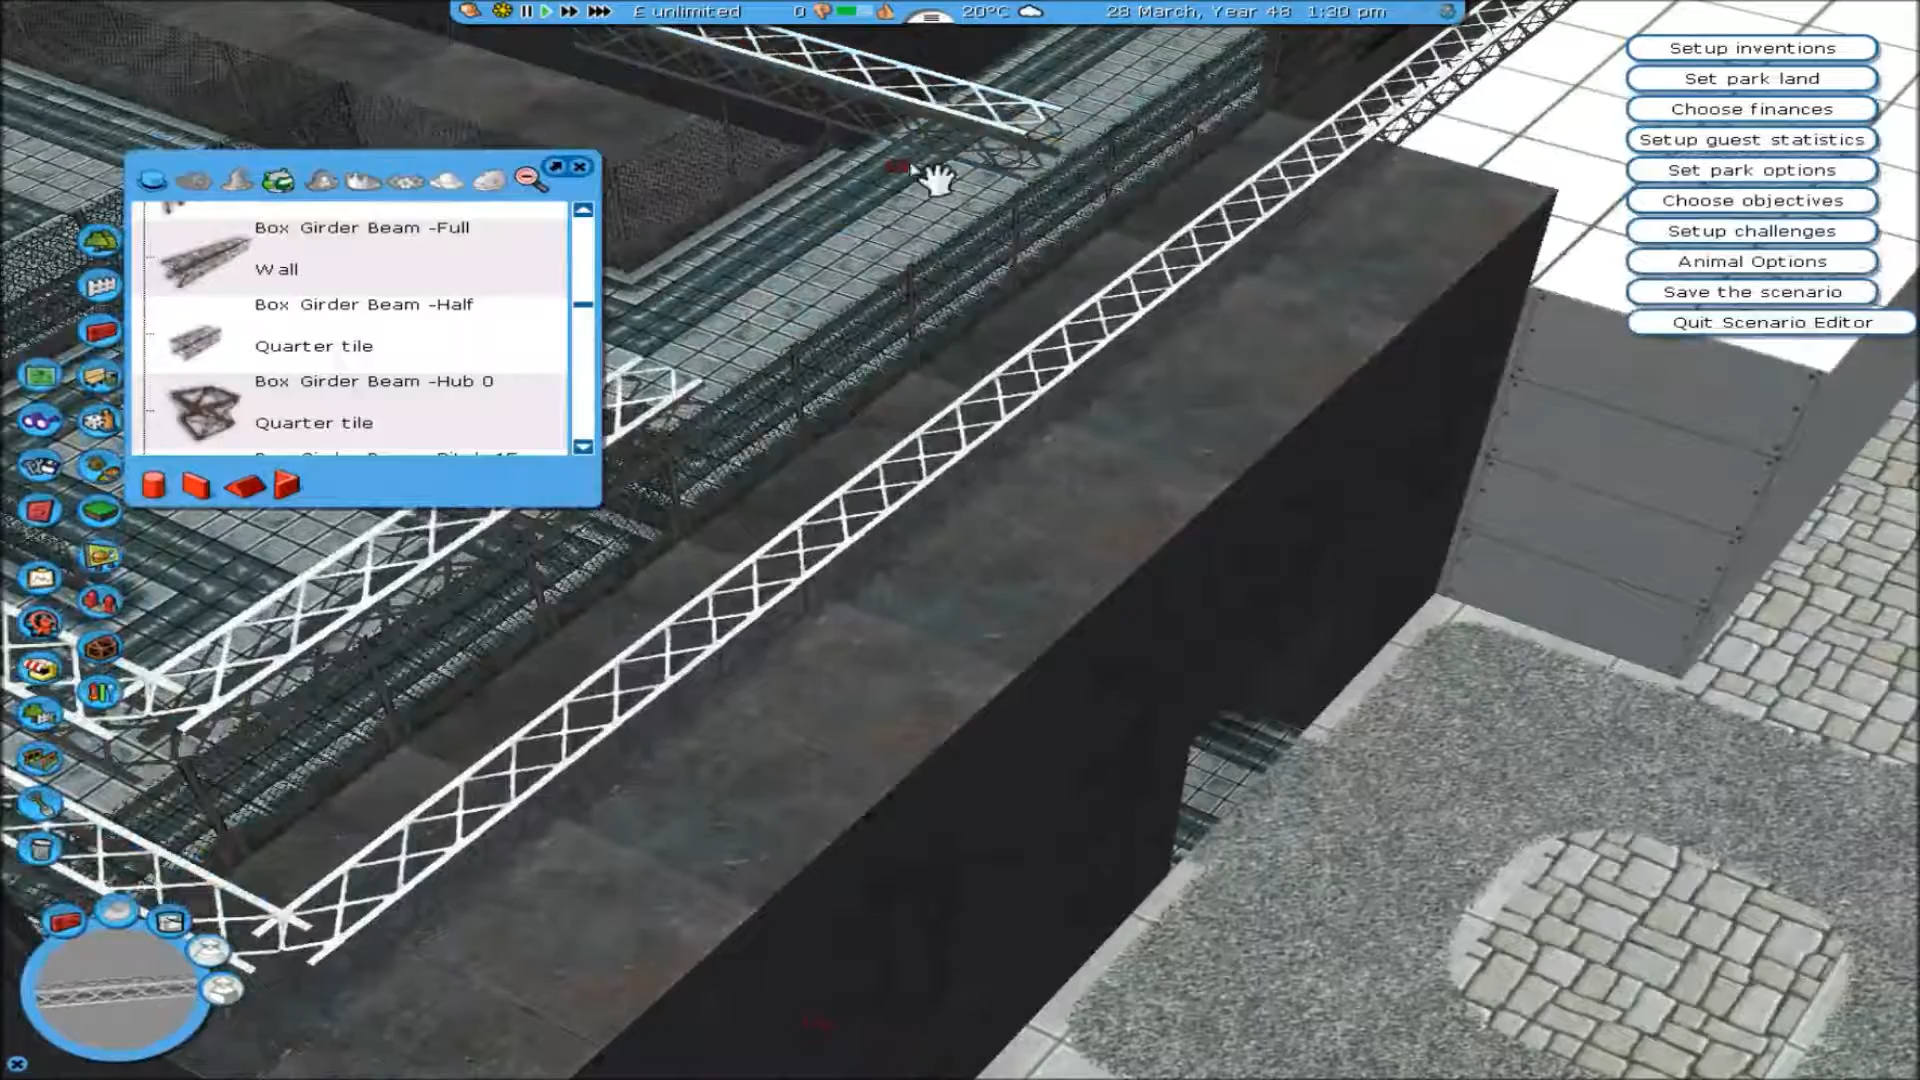 £ unlimited 0 20°C 28 March, Year 48 1:30 pm
Setup inventions
Set park land
Choose finances
Setup guest statistics
Set park options
Choose objectives
Setup challenges
Animal Options
Save the scenario
Quit Scenario Editor
Box Girder Beam -Full
Wall
Box Girder Beam -Half
Quarter tile
Box Girder Beam -Hub 0
Quarter tile